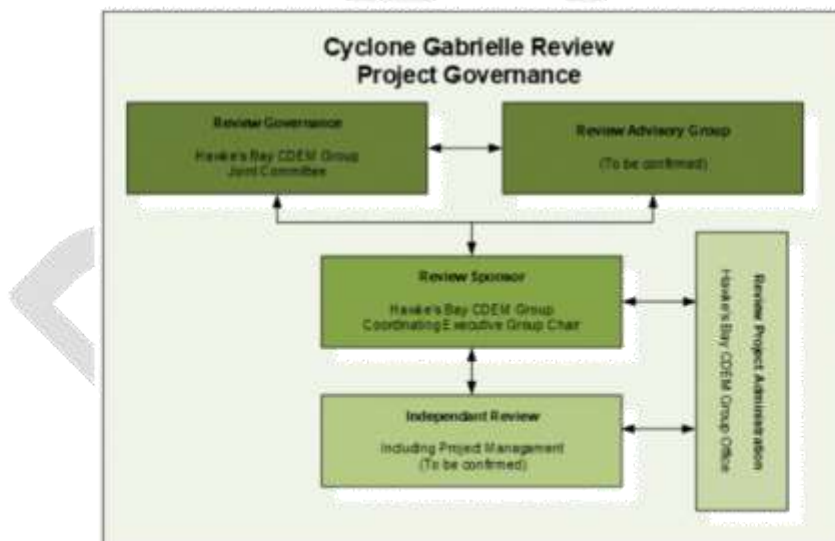 Cyclone Gabrielle Review
Project Governance
Review Governance
Hawke's Bay CDEM Group
Joint Committee
Review Advisory Group
(To be confirmed)
Review Sponsor
Hawke's Bay CDEM Group
Coordinating Executive Group Chair
Independant Review
Including Project Management
(To be confirmed)
Review Project Administration
Hawke's Bay CDEM Group Office